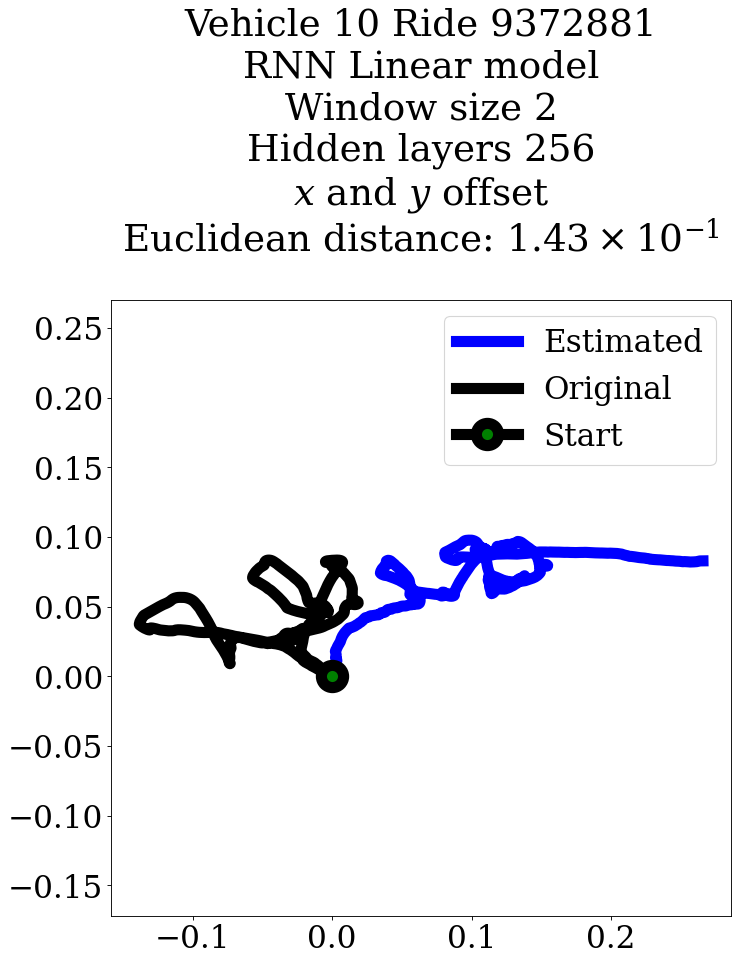 Vehicle 10 Ride 9372881
RNN Linear model
Window size 2
Hidden layers 256
x and y offset
Euclidean distance: 1.43 × 10⁻¹
Estimated
Original
Start
0.25
0.20
0.15
0.10
0.05
0.00
−0.05
−0.10
−0.15
−0.1 0.0 0.1 0.2